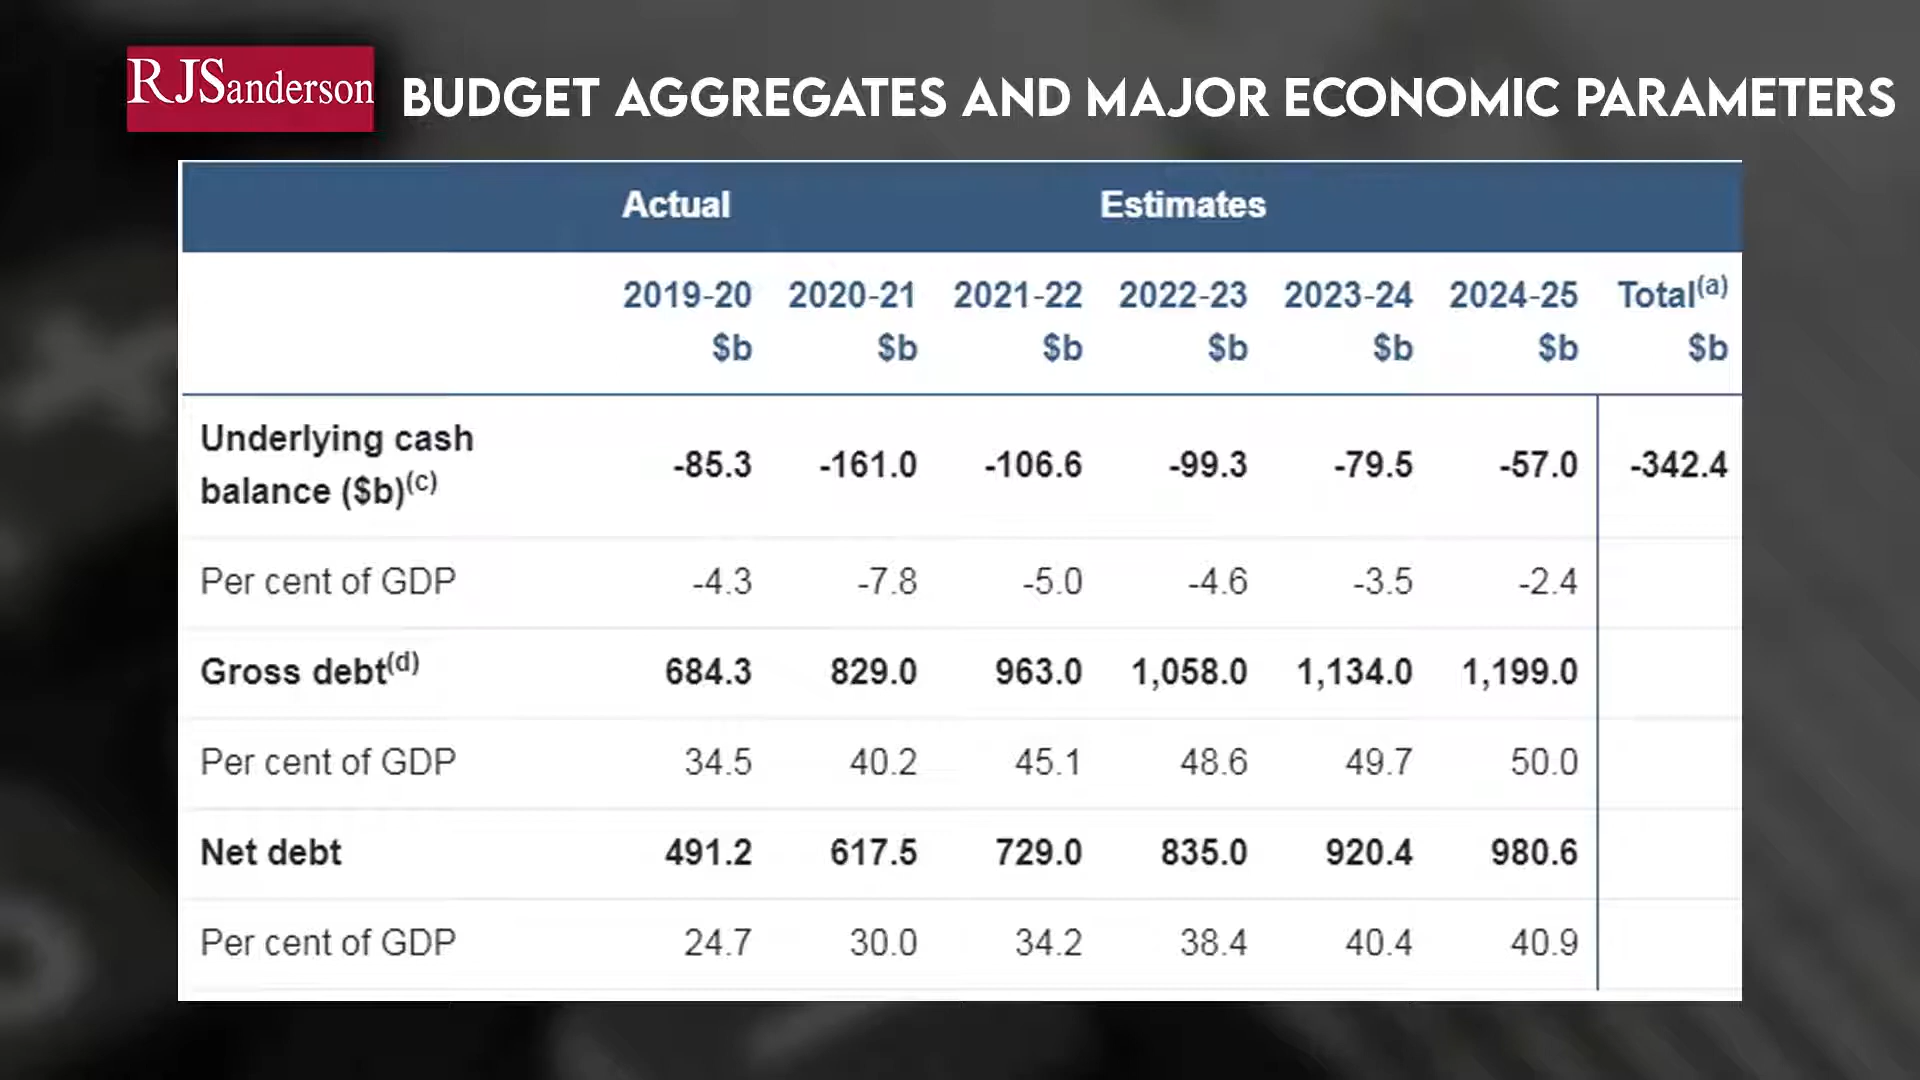 RJSanderson
BUDGET AGGREGATES AND MAJOR ECONOMIC PARAMETERS
Actual Estimates
2019-20 2020-21 2021-22 2022-23 2023-24 2024-25 Total(a)
$b $b $b $b $b $b $b
Underlying cash
balance ($b)(c) -85.3 -161.0 -106.6 -99.3 -79.5 -57.0 -342.4
Per cent of GDP -4.3 -7.8 -5.0 -4.6 -3.5 -2.4
Gross debt(d) 684.3 829.0 963.0 1,058.0 1,134.0 1,199.0
Per cent of GDP 34.5 40.2 45.1 48.6 49.7 50.0
Net debt 491.2 617.5 729.0 835.0 920.4 980.6
Per cent of GDP 24.7 30.0 34.2 38.4 40.4 40.9